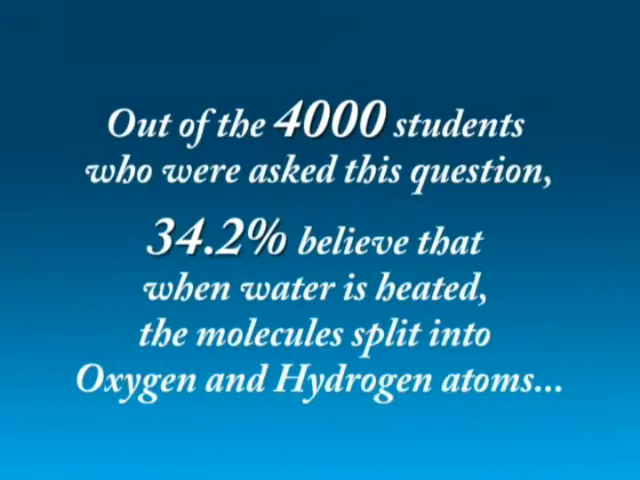 Out of the 4000 students
who were asked this question,
34.2% believe that
when water is heated,
the molecules split into
Oxygen and Hydrogen atoms...